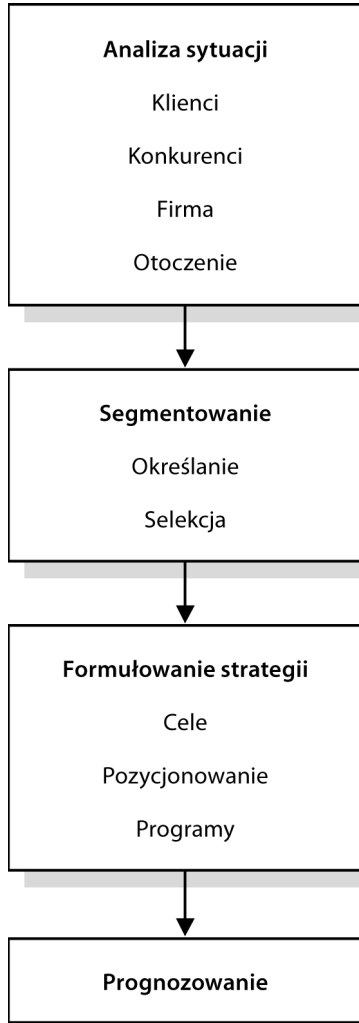 Analiza sytuacji
Klienci
Konkurenci
Firma
Otoczenie
Segmentowanie
Określanie
Selekcja
Formułowanie strategii
Cele
Pozycjonowanie
Programy
Prognozowanie